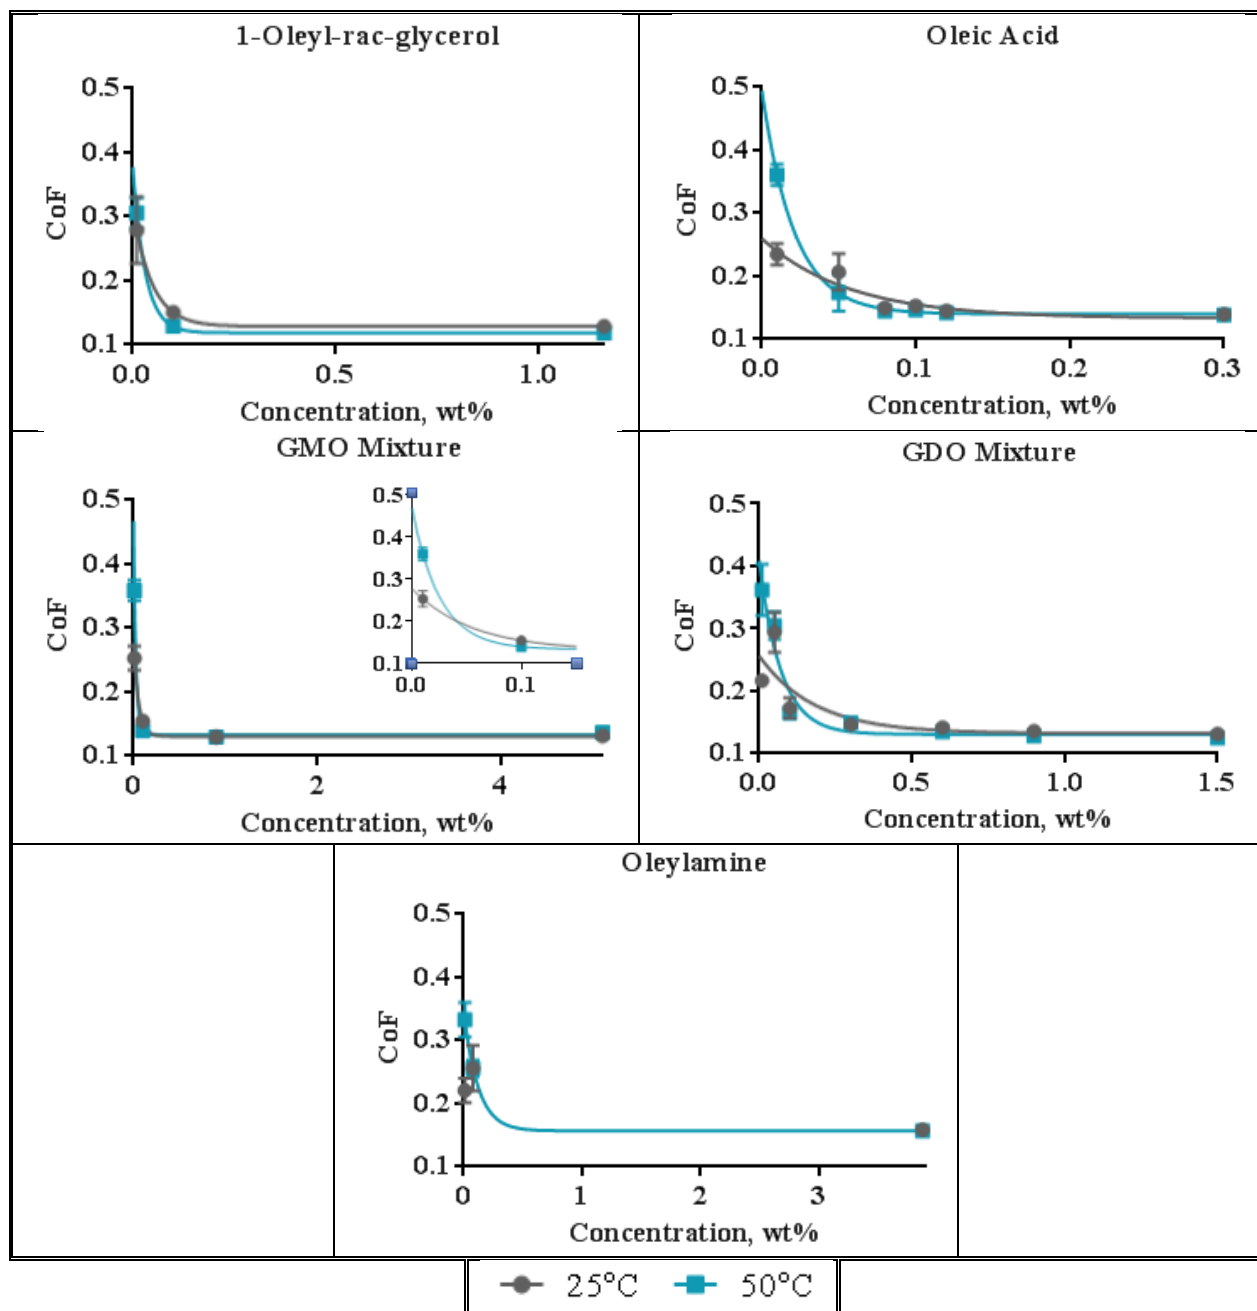 1-Oleyl-rac-glycerol
0.5
0.4
0.3
0.2
0.1
CoF
0.0 0.5 1.0
Concentration, wt%
Oleic Acid
0.5
0.4
0.3
0.2
0.1
CoF
0.0 0.1 0.2 0.3
Concentration, wt%
GMO Mixture
0.5
0.4
0.3
0.2
0.1
CoF
0 2 4
Concentration, wt%
0.5
0.4
0.3
0.2
0.1
0.0 0.1
GDO Mixture
0.5
0.4
0.3
0.2
0.1
CoF
0.0 0.5 1.0 1.5
Concentration, wt%
Oleylamine
0.5
0.4
0.3
0.2
0.1
CoF
0 1 2 3
Concentration, wt%
25°C 50°C